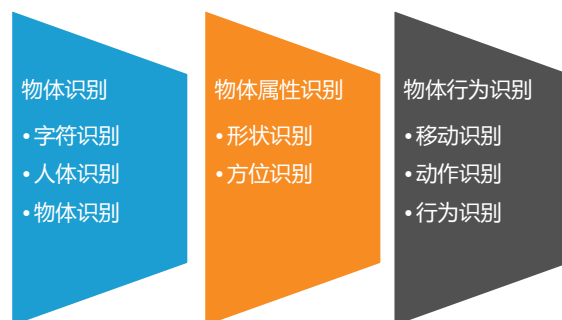 物体识别
•字符识别
•人体识别
•物体识别
物体属性识别
•形状识别
•方位识别
物体行为识别
•移动识别
•动作识别
•行为识别